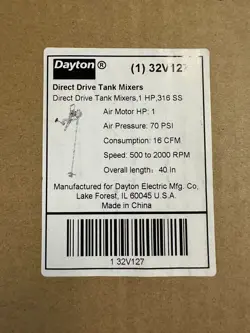 Dayton® (1) 32V127
Direct Drive Tank Mixers
Direct Drive Tank Mixers,1 HP,316 SS
Air Motor HP: 1
Air Pressure: 70 PSI
Consumption: 16 CFM
Speed: 500 to 2000 RPM
Overall length: 40 In
Manufactured for Dayton Electric Mfg. Co,
Lake Forest, IL 60045 U.S.A.
Made in China
1 32V127